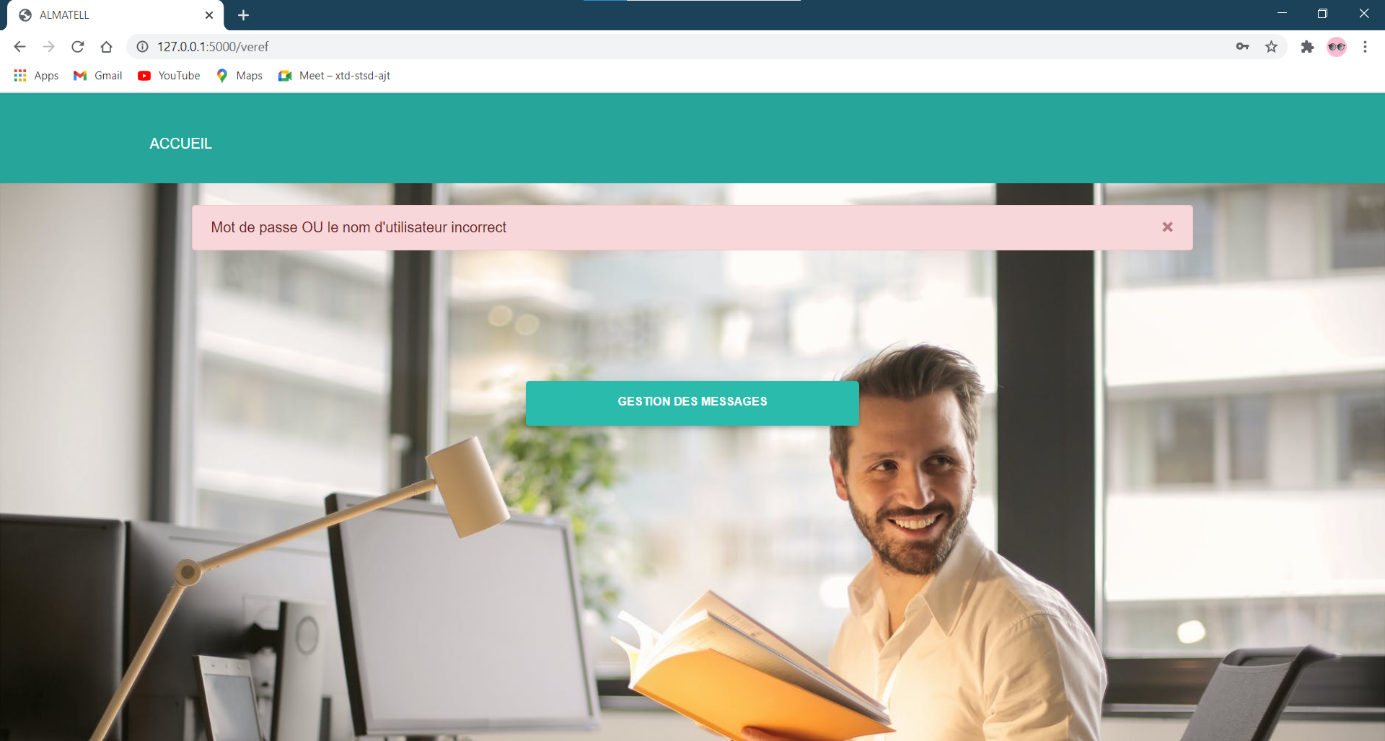 ALMATELL
127.0.0.1:5000/veref
Apps Gmail YouTube Maps Meet – xtd-stsd-ajt
ACCUEIL
Mot de passe OU le nom d'utilisateur incorrect ×
GESTION DES MESSAGES